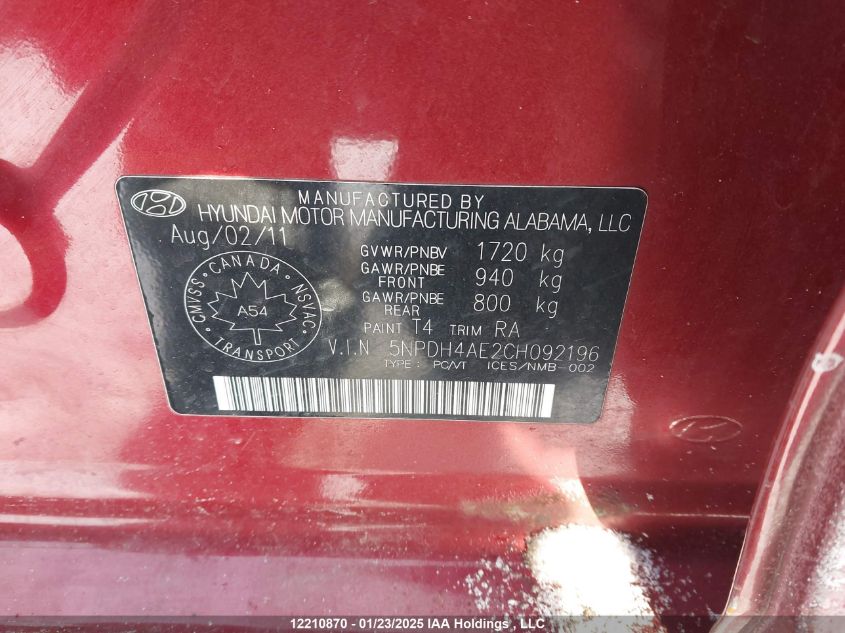 MANUFACTURED BY
HYUNDAI MOTOR MANUFACTURING ALABAMA, LLC
Aug/02/11
GVWR/PNBV 1720 kg
GAWR/PNBE FRONT 940 kg
GAWR/PNBE REAR 800 kg
CANADA
CMVSS NSVAC
A54
TRANSPORT
PAINT T4 TRIM RA
V.I.N 5NPDH4AE2CH092196
TYPE : PC/VT ICES/NMB-002
12210870 - 01/23/2025 IAA Holdings , LLC